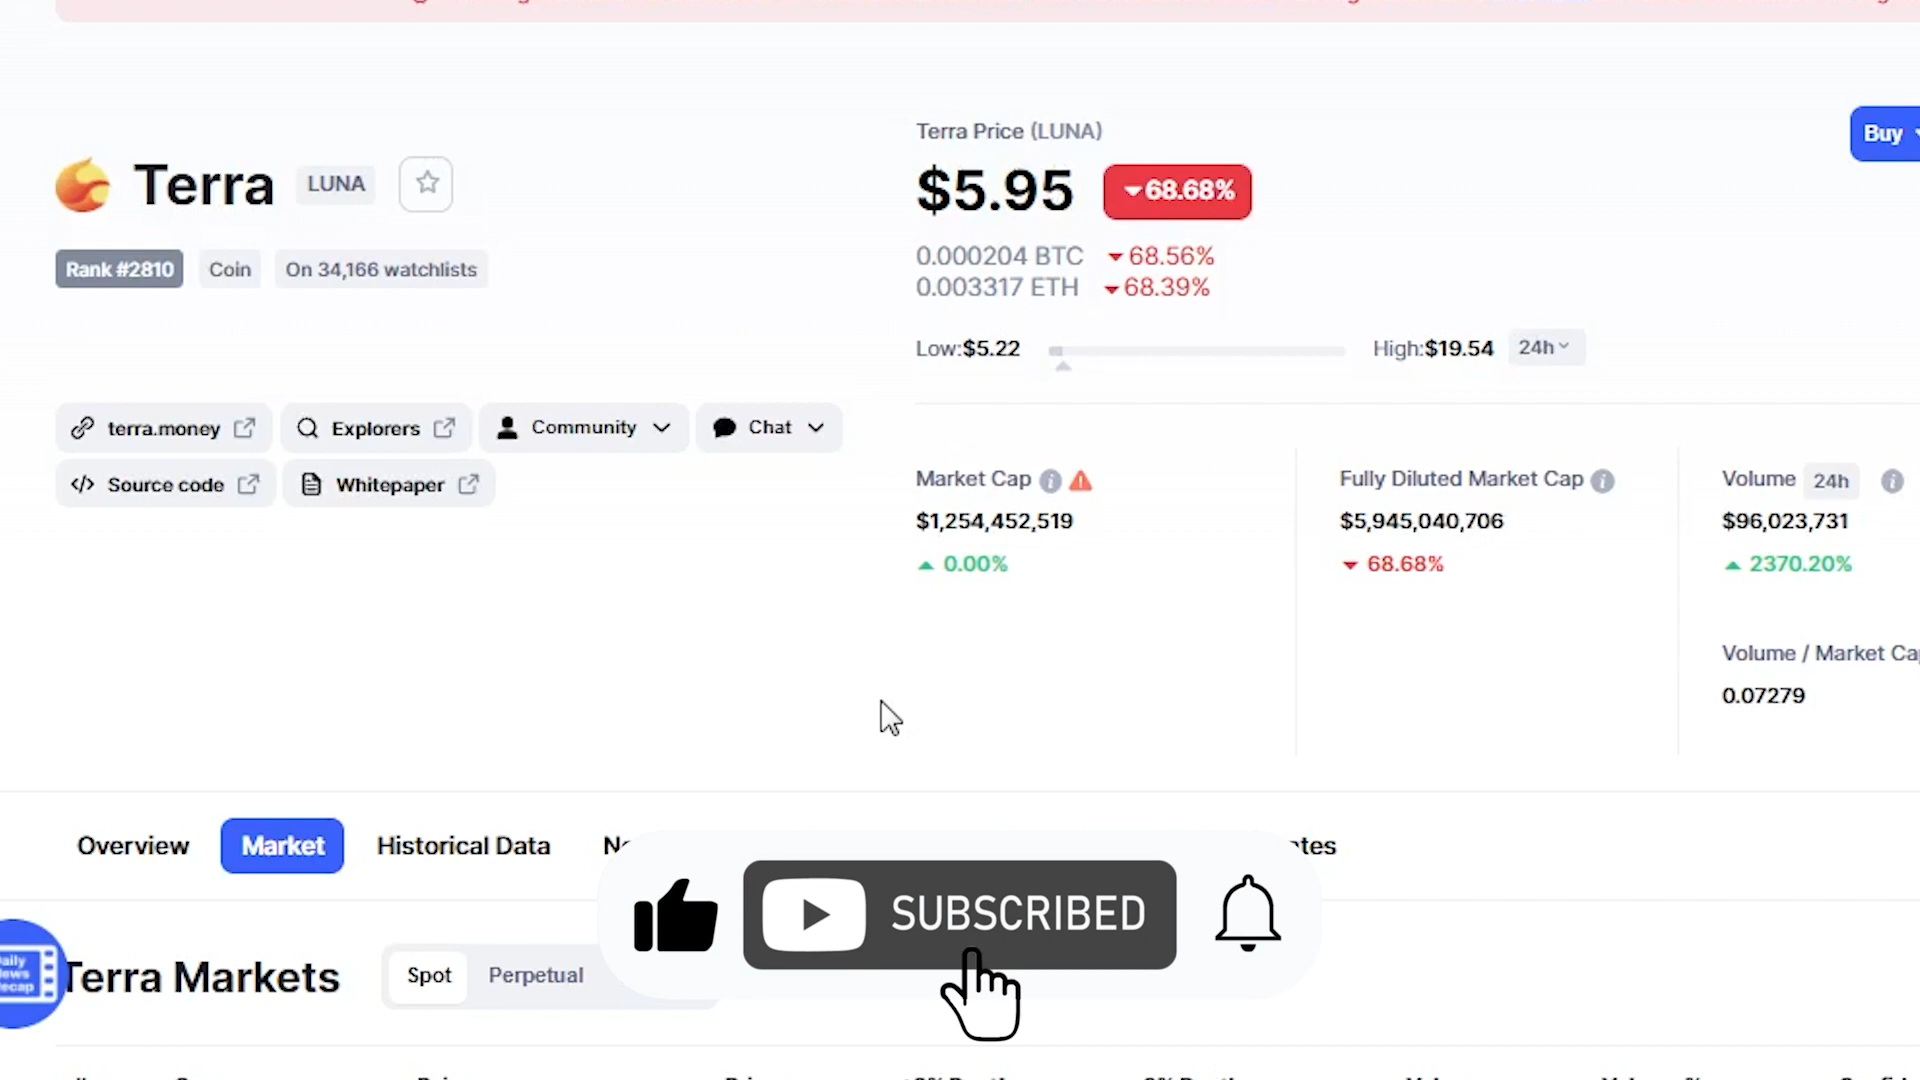 Terra LUNA
Rank #2810 Coin On 34,166 watchlists
terra.money Explorers Community Chat
Source code Whitepaper
Terra Price (LUNA)
$5.95 68.68%
0.000204 BTC 68.56%
0.003317 ETH 68.39%
Low:$5.22 High:$19.54 24h
Buy
Market Cap
$1,254,452,519
0.00%
Fully Diluted Market Cap
$5,945,040,706
68.68%
Volume 24h
$96,023,731
2370.20%
Volume / Market Cap
0.07279
Overview Market Historical Data
SUBSCRIBED
Terra Markets Spot Perpetual